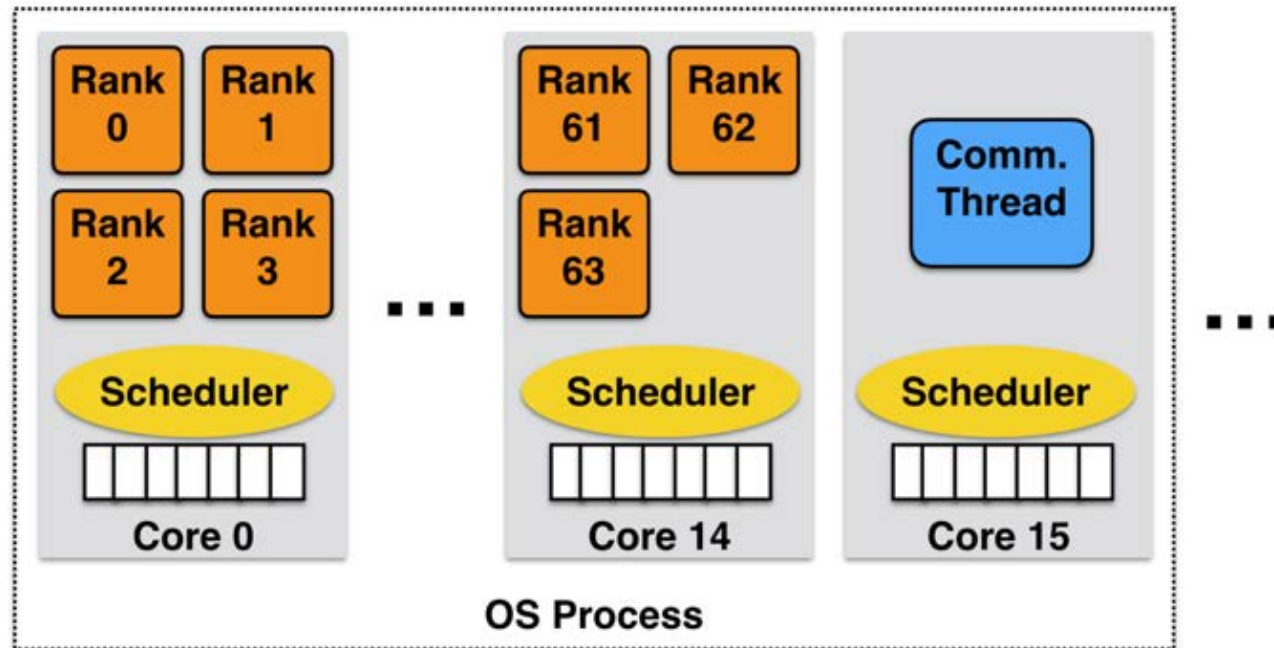 Rank
0
Rank
1
Rank
2
Rank
3
Scheduler
Core 0
...
Rank
61
Rank
62
Rank
63
Scheduler
Core 14
Comm.
Thread
Scheduler
Core 15
OS Process
...